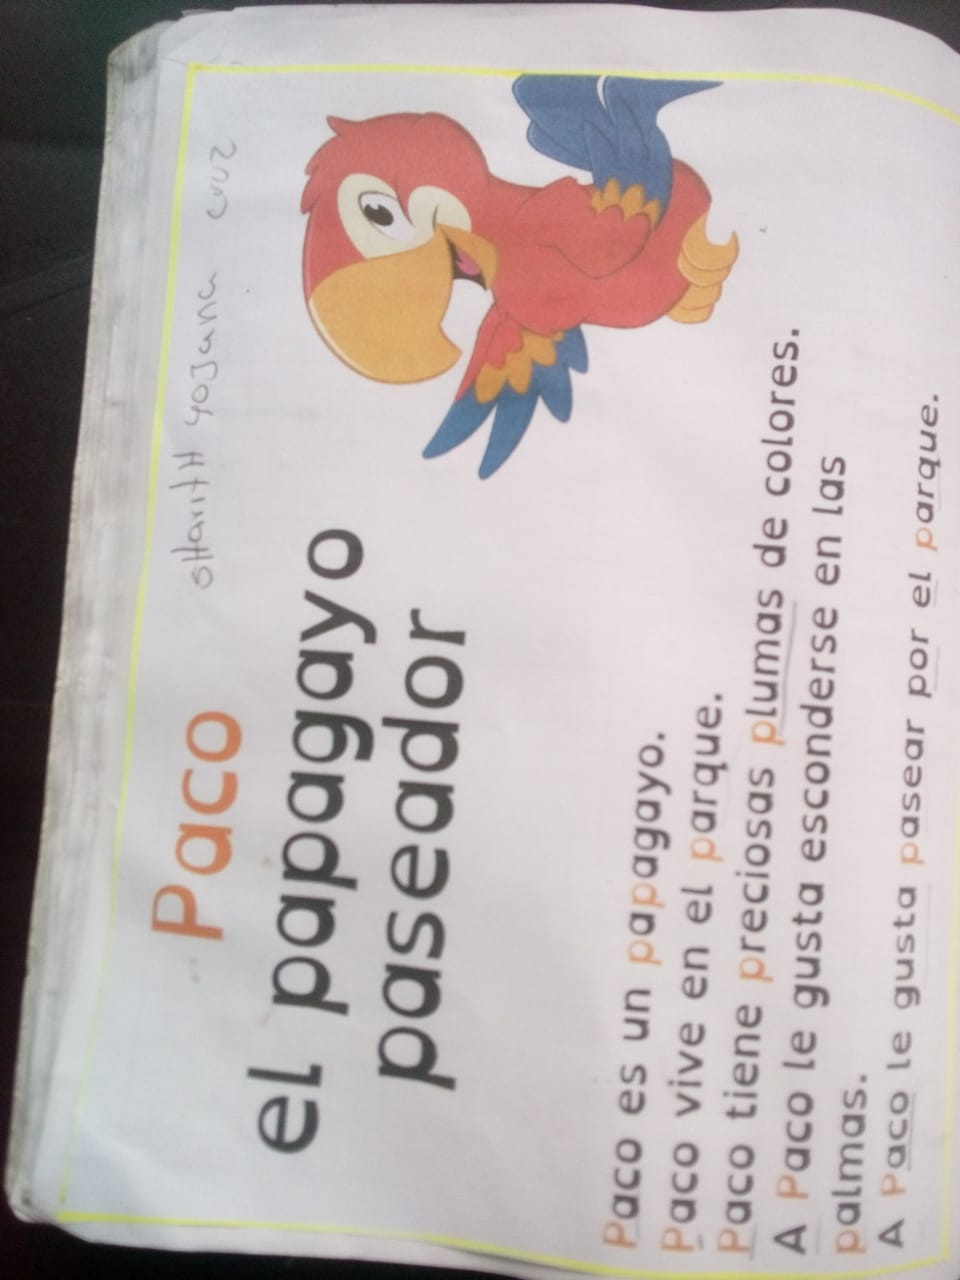 Paco
sHaritH yojana cruz
el papagayo
paseador
Paco es un papagayo.
Paco vive en el parque.
Paco tiene preciosas plumas de colores.
A Paco le gusta esconderse en las
palmas.
A Paco le gusta pasear por el parque.